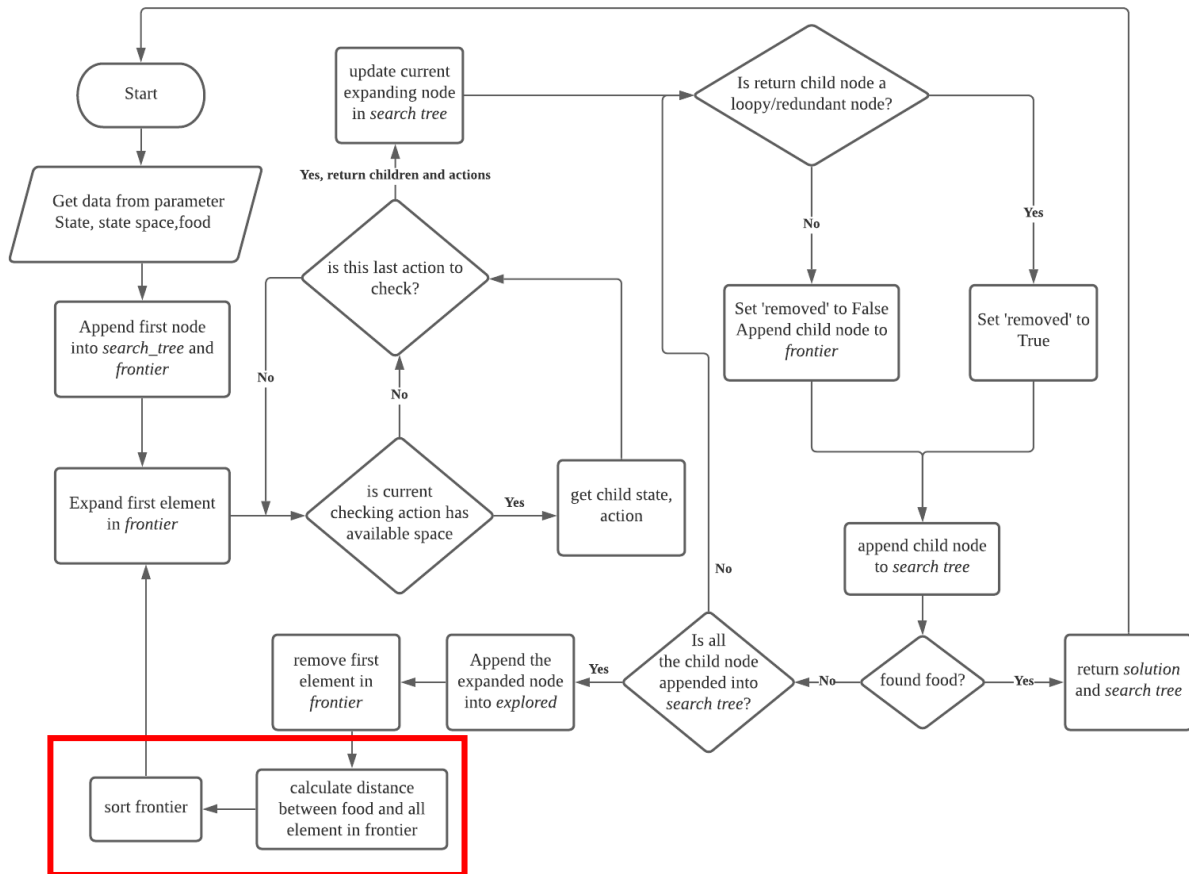 Start
Get data from parameter
State, state space,food
Append first node
into search_tree and
frontier
Expand first element
in frontier
is current
checking action has
available space
Yes
get child state,
action
No
is this last action to
check?
No
Yes, return children and actions
update current
expanding node
in search tree
Is return child node a
loopy/redundant node?
No
Yes
Set 'removed' to False
Append child node to
frontier
Set 'removed' to
True
append child node
to search tree
found food?
Yes
return solution
and search tree
No
Is all
the child node
appended into
search tree?
No
Yes
Append the
expanded node
into explored
remove first
element in
frontier
calculate distance
between food and all
element in frontier
sort frontier